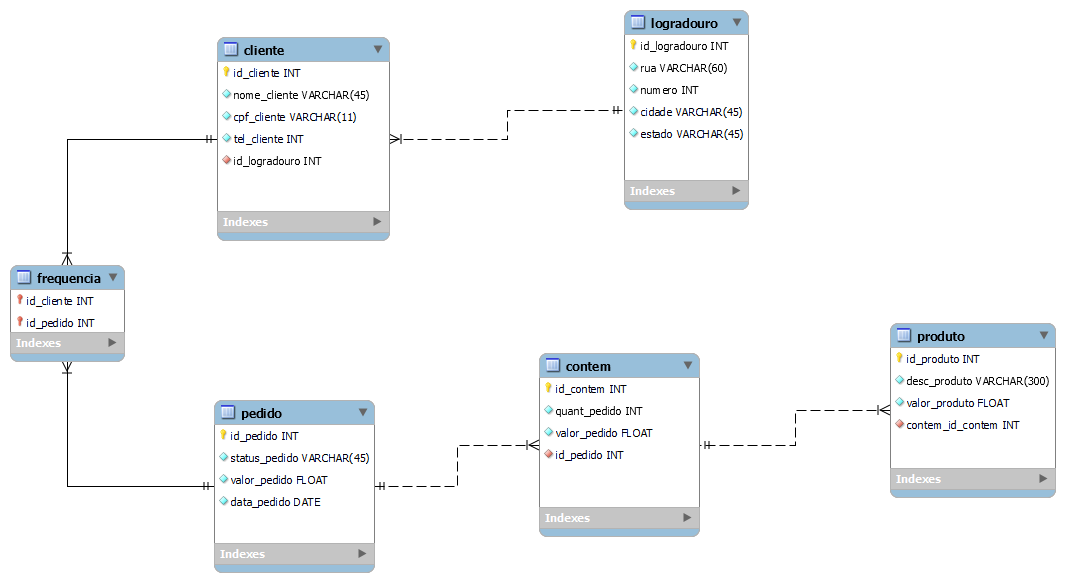 cliente
id_cliente INT
nome_cliente VARCHAR(45)
cpf_cliente VARCHAR(11)
tel_cliente INT
id_logradouro INT
Indexes
logradouro
id_logradouro INT
rua VARCHAR(60)
numero INT
cidade VARCHAR(45)
estado VARCHAR(45)
Indexes
frequencia
id_cliente INT
id_pedido INT
Indexes
pedido
id_pedido INT
status_pedido VARCHAR(45)
valor_pedido FLOAT
data_pedido DATE
Indexes
contem
id_contem INT
quant_pedido INT
valor_pedido FLOAT
id_pedido INT
Indexes
produto
id_produto INT
desc_produto VARCHAR(300)
valor_produto FLOAT
contem_id_contem INT
Indexes